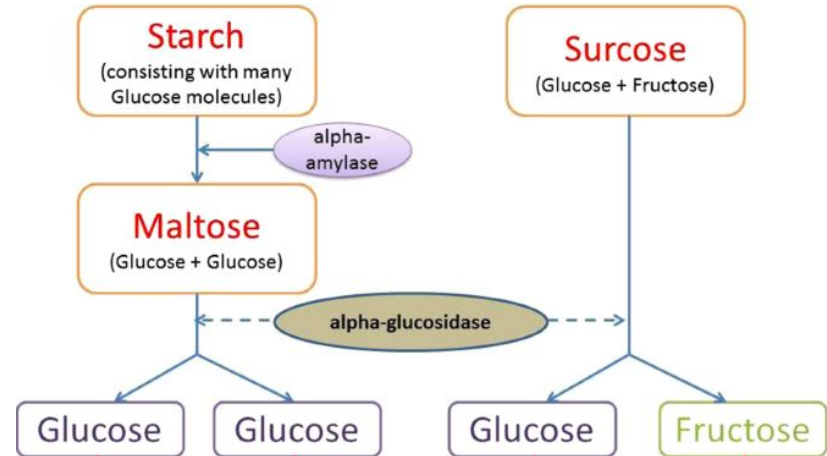 Starch
(consisting with many
Glucose molecules)
Surcose
(Glucose + Fructose)
alpha-
amylase
Maltose
(Glucose + Glucose)
alpha-glucosidase
Glucose
Glucose
Glucose
Fructose